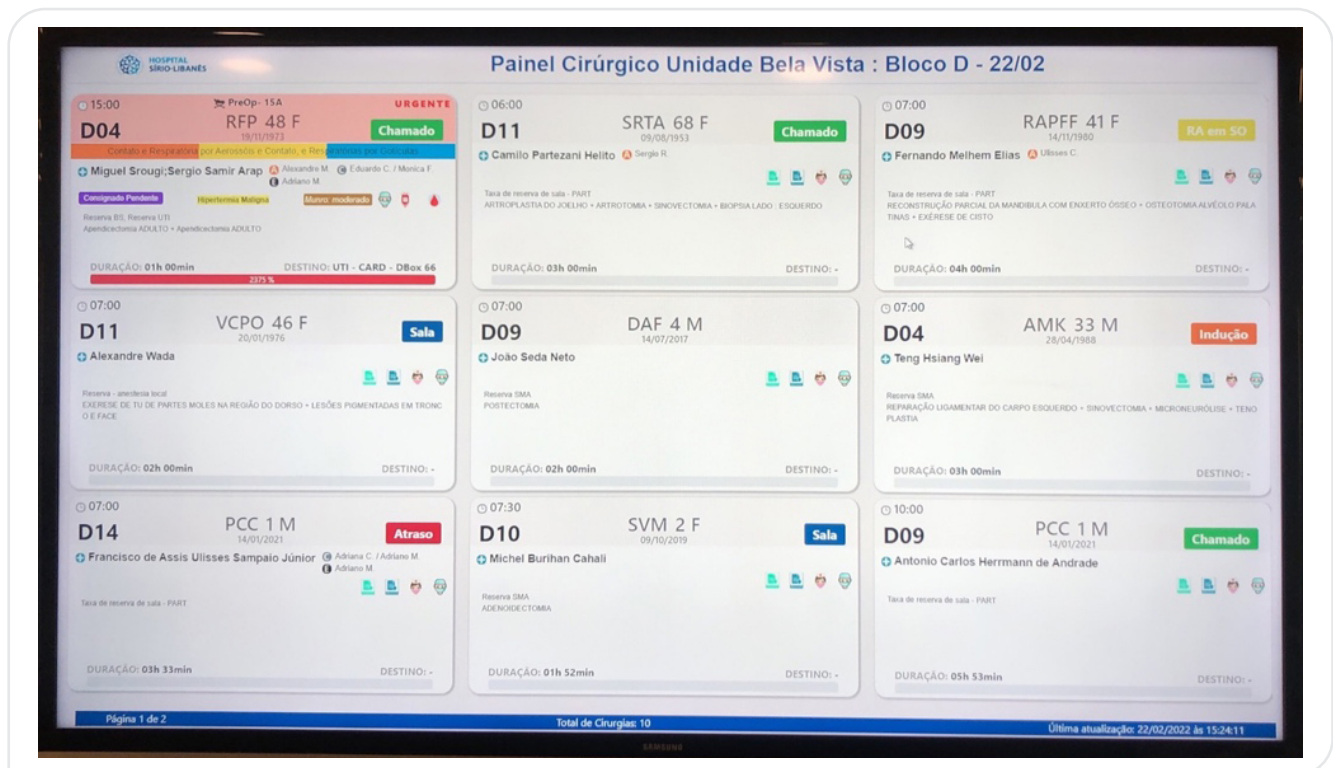 HOSPITAL
SÍRIO-LIBANÊS
Painel Cirúrgico Unidade Bela Vista : Bloco D - 22/02
15:00 PreOp- 15A URGENTE
D04 RFP 48 F Chamado
19/11/1973
Contato e Respiratória por Aerossóis e Contato, e Respiratórias por Gotículas
Miguel Srougi;Sergio Samir Arap Alexandre M. Eduardo C. / Monica F.
Adriano M.
Consignado Pendente Hipertermia Maligna Munro: moderado
Reserva BS, Reserva UTI
Apendicectomia ADULTO + Apendicectomia ADULTO
DURAÇÃO: 01h 00min DESTINO: UTI - CARD - DBox 66
2375 %
06:00
D11 SRTA 68 F Chamado
09/08/1953
Camilo Partezani Helito Sergio R.
Taxa de reserva de sala - PART
ARTROPLASTIA DO JOELHO + ARTROTOMIA + SINOVECTOMIA + BIOPSIA LADO : ESQUERDO
DURAÇÃO: 03h 00min DESTINO: -
07:00
D09 RAPFF 41 F RA em SO
14/11/1980
Fernando Melhem Elias Ulisses C.
Taxa de reserva de sala - PART
RECONSTRUÇÃO PARCIAL DA MANDIBULA COM ENXERTO ÓSSEO + OSTEOTOMIA ALVÉOLO PALA
TINAS + EXÉRESE DE CISTO
DURAÇÃO: 04h 00min DESTINO: -
07:00
D11 VCPO 46 F Sala
20/01/1976
Alexandre Wada
Reserva - anestesia local
EXERESE DE TU DE PARTES MOLES NA REGIÃO DO DORSO + LESÕES PIGMENTADAS EM TRONC
O E FACE
DURAÇÃO: 02h 00min DESTINO: -
07:00
D09 DAF 4 M
14/07/2017
João Seda Neto
Reserva SMA
POSTECTOMIA
DURAÇÃO: 02h 00min DESTINO: -
07:00
D04 AMK 33 M Indução
28/04/1988
Teng Hsiang Wei
Reserva SMA
REPARAÇÃO LIGAMENTAR DO CARPO ESQUERDO + SINOVECTOMIA + MICRONEURÓLISE + TENO
PLASTIA
DURAÇÃO: 03h 00min DESTINO: -
07:00
D14 PCC 1 M Atraso
14/01/2021
Francisco de Assis Ulisses Sampaio Júnior Adriana C. / Adriano M.
Adriano M.
Taxa de reserva de sala - PART
DURAÇÃO: 03h 33min DESTINO: -
07:30
D10 SVM 2 F Sala
09/10/2019
Michel Burihan Cahali
Reserva SMA
ADENOIDECTOMIA
DURAÇÃO: 01h 52min DESTINO: -
10:00
D09 PCC 1 M Chamado
14/01/2021
Antonio Carlos Herrmann de Andrade
Taxa de reserva de sala - PART
DURAÇÃO: 05h 53min DESTINO: -
Página 1 de 2 Total de Cirurgias: 10 Última atualização: 22/02/2022 às 15:24:11
SAMSUNG